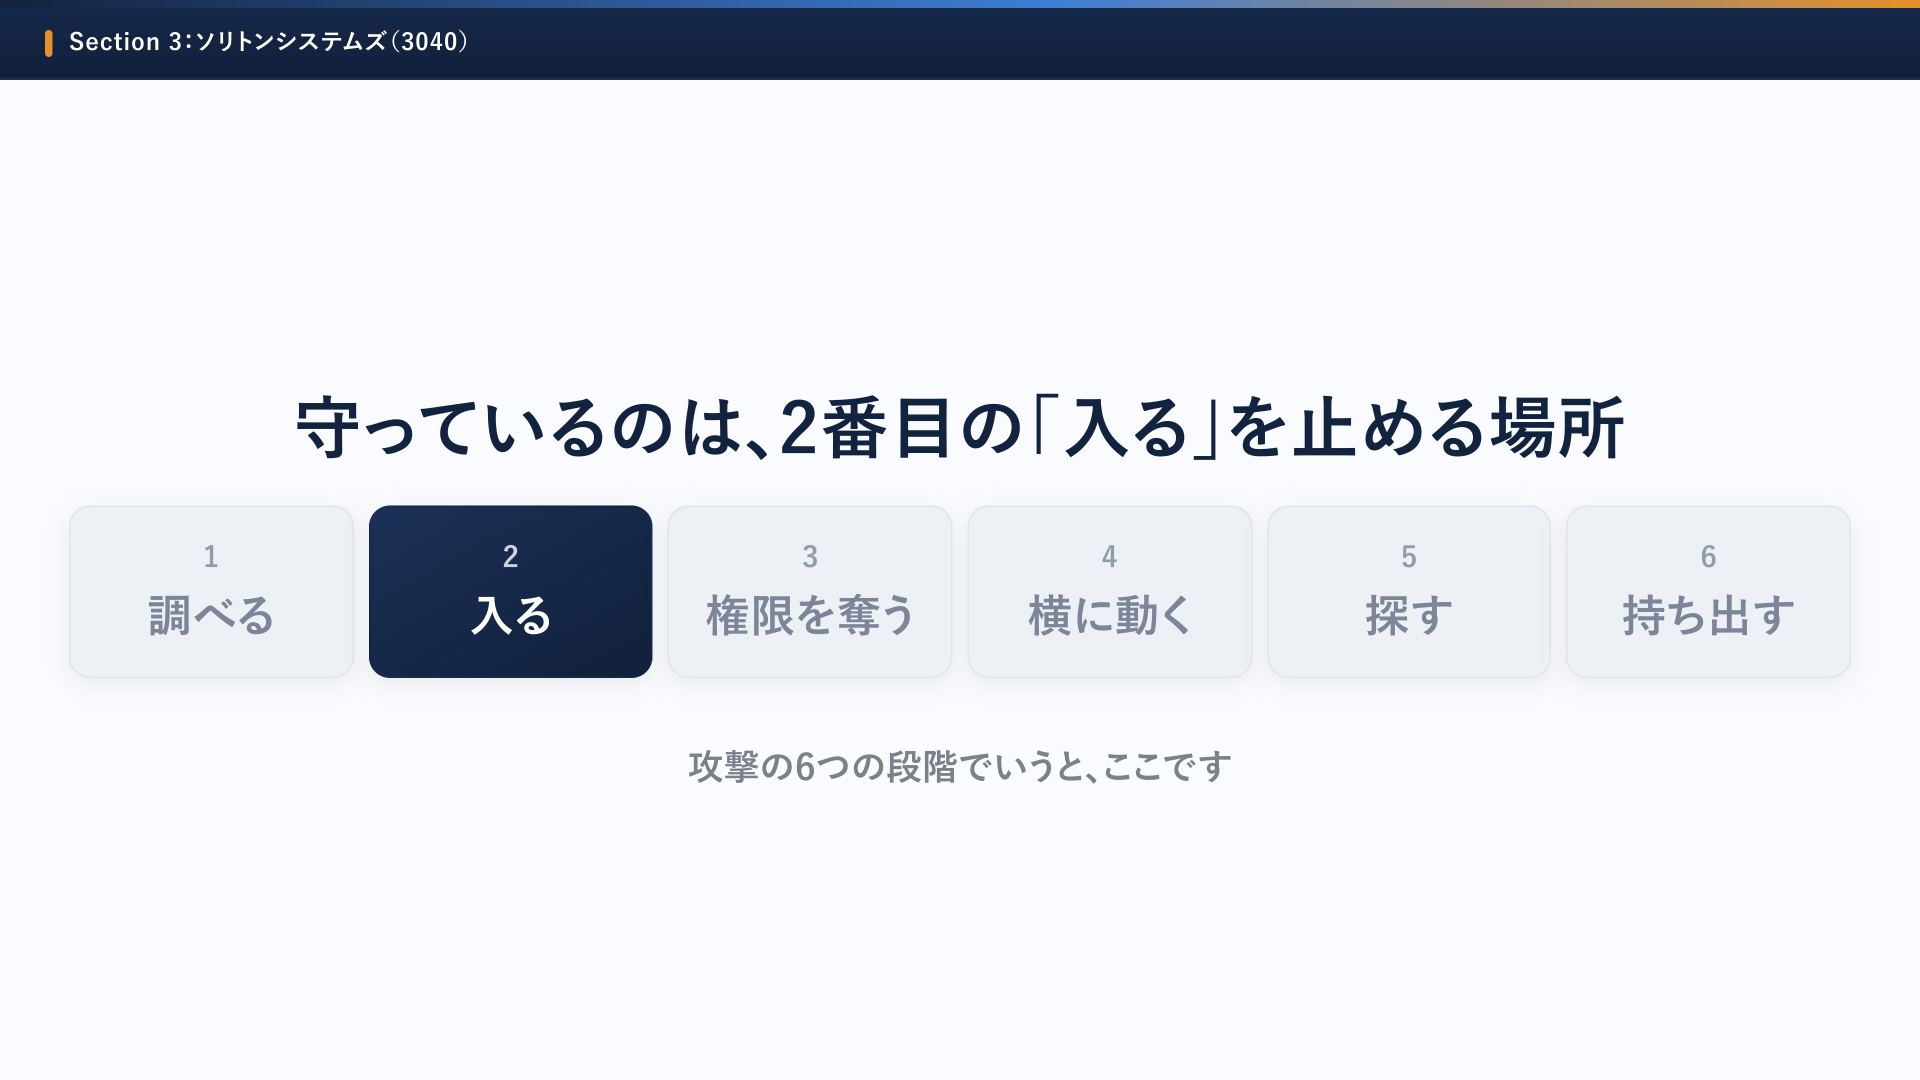 Section 3：ソリトンシステムズ（3040）
守っているのは、2番目の「入る」を止める場所
1
調べる
2
入る
3
権限を奪う
4
横に動く
5
探す
6
持ち出す
攻撃の6つの段階でいうと、ここです